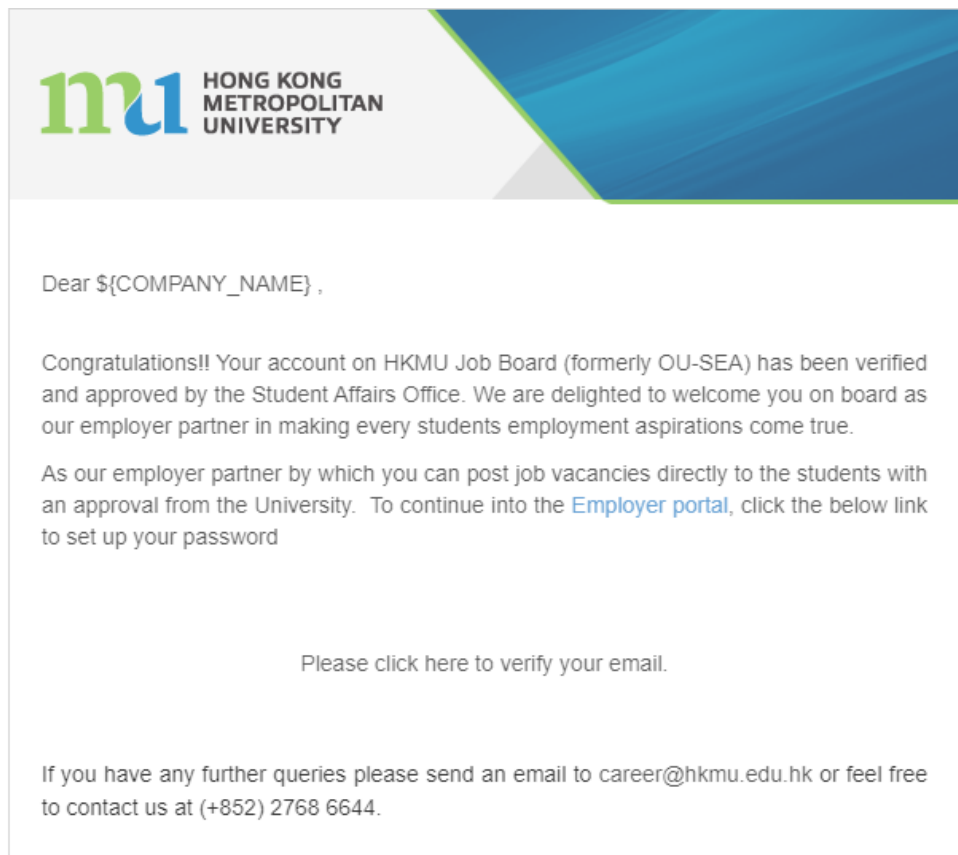 mu HONG KONG
METROPOLITAN
UNIVERSITY
Dear ${COMPANY_NAME} ,
Congratulations!! Your account on HKMU Job Board (formerly OU-SEA) has been verified
and approved by the Student Affairs Office. We are delighted to welcome you on board as
our employer partner in making every students employment aspirations come true.
As our employer partner by which you can post job vacancies directly to the students with
an approval from the University.  To continue into the Employer portal, click the below link
to set up your password
Please click here to verify your email.
If you have any further queries please send an email to career@hkmu.edu.hk or feel free
to contact us at (+852) 2768 6644.